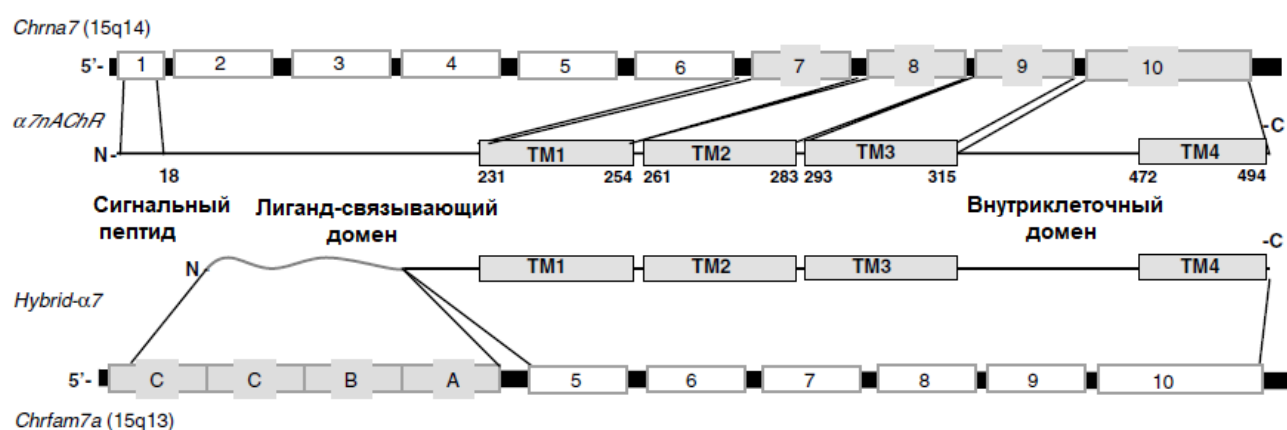 Chrna7 (15q14)
5'- 1 2 3 4 5 6 7 8 9 10
α7nAChR
-C
N- TM1 TM2 TM3 TM4
18 231 254 261 283 293 315 472 494
Сигнальный пептид
Лиганд-связывающий домен
Внутриклеточный домен
-C
N- TM1 TM2 TM3 TM4
Hybrid-α7
5'- C C B A 5 6 7 8 9 10
Chrfam7a (15q13)